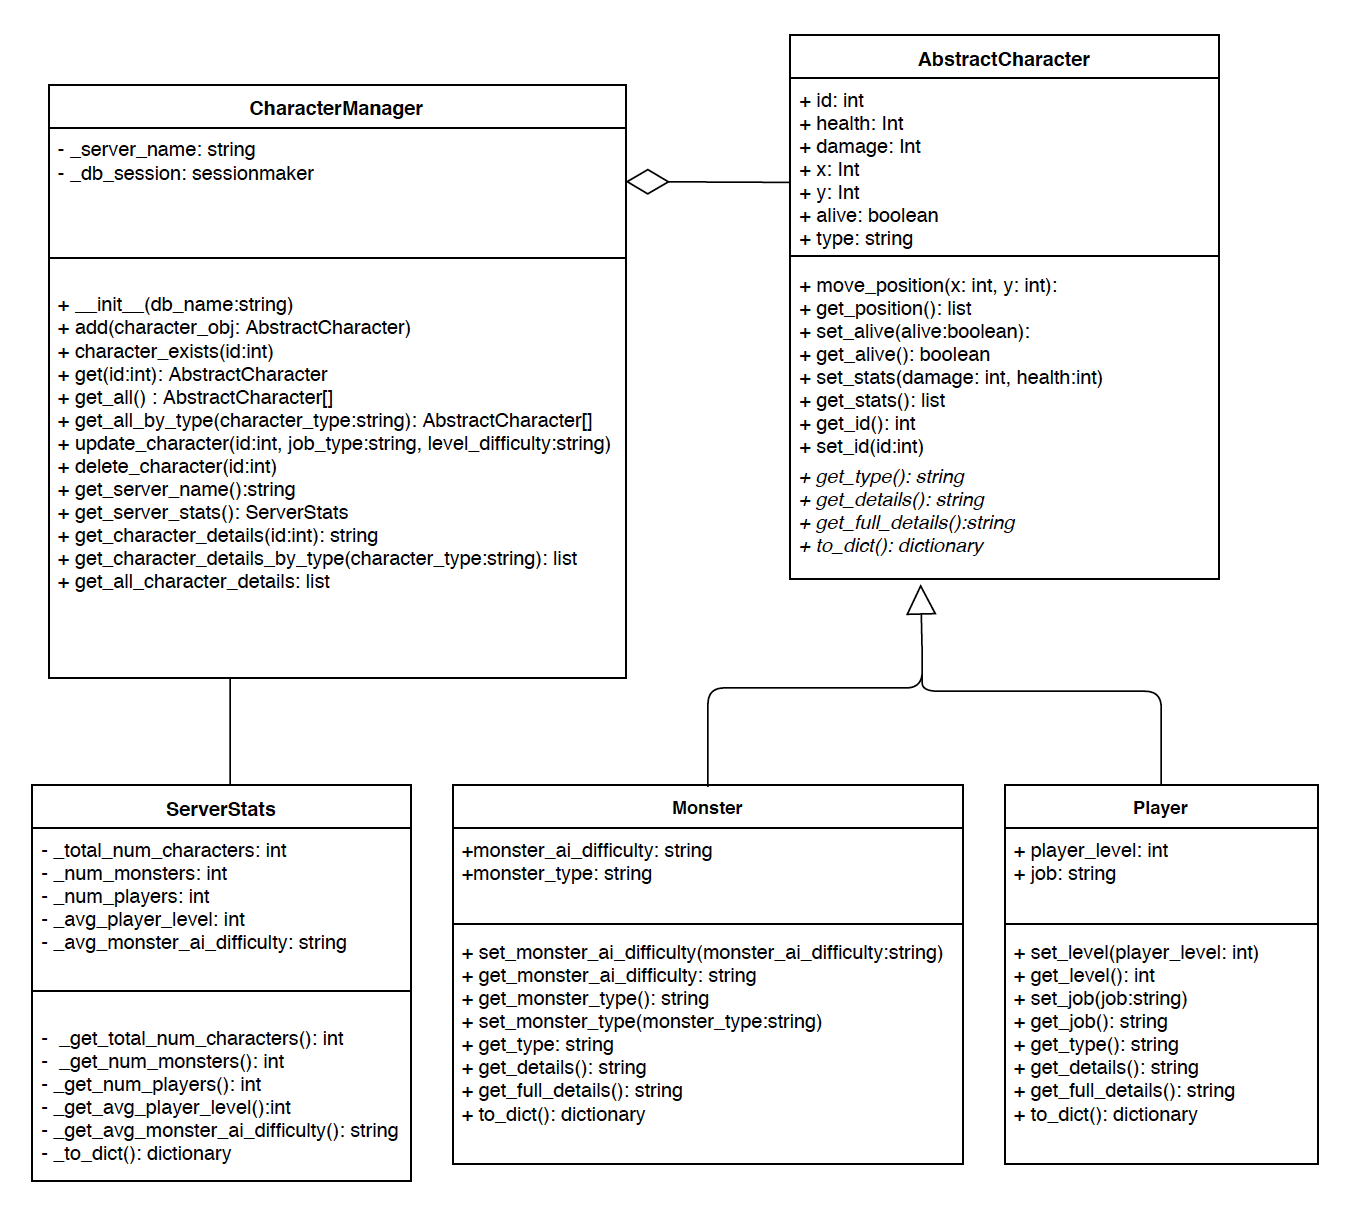 CharacterManager
- _server_name: string
- _db_session: sessionmaker
+ __init__(db_name:string)
+ add(character_obj: AbstractCharacter)
+ character_exists(id:int)
+ get(id:int): AbstractCharacter
+ get_all() : AbstractCharacter[]
+ get_all_by_type(character_type:string): AbstractCharacter[]
+ update_character(id:int, job_type:string, level_difficulty:string)
+ delete_character(id:int)
+ get_server_name():string
+ get_server_stats(): ServerStats
+ get_character_details(id:int): string
+ get_character_details_by_type(character_type:string): list
+ get_all_character_details: list
AbstractCharacter
+ id: int
+ health: Int
+ damage: Int
+ x: Int
+ y: Int
+ alive: boolean
+ type: string
+ move_position(x: int, y: int):
+ get_position(): list
+ set_alive(alive:boolean):
+ get_alive(): boolean
+ set_stats(damage: int, health:int)
+ get_stats(): list
+ get_id(): int
+ set_id(id:int)
+ get_type(): string
+ get_details(): string
+ get_full_details():string
+ to_dict(): dictionary
ServerStats
- _total_num_characters: int
- _num_monsters: int
- _num_players: int
- _avg_player_level: int
- _avg_monster_ai_difficulty: string
- _get_total_num_characters(): int
- _get_num_monsters(): int
- _get_num_players(): int
- _get_avg_player_level():int
- _get_avg_monster_ai_difficulty(): string
- _to_dict(): dictionary
Monster
+monster_ai_difficulty: string
+monster_type: string
+ set_monster_ai_difficulty(monster_ai_difficulty:string)
+ get_monster_ai_difficulty: string
+ get_monster_type(): string
+ set_monster_type(monster_type:string)
+ get_type: string
+ get_details(): string
+ get_full_details(): string
+ to_dict(): dictionary
Player
+ player_level: int
+ job: string
+ set_level(player_level: int)
+ get_level(): int
+ set_job(job:string)
+ get_job(): string
+ get_type(): string
+ get_details(): string
+ get_full_details(): string
+ to_dict(): dictionary